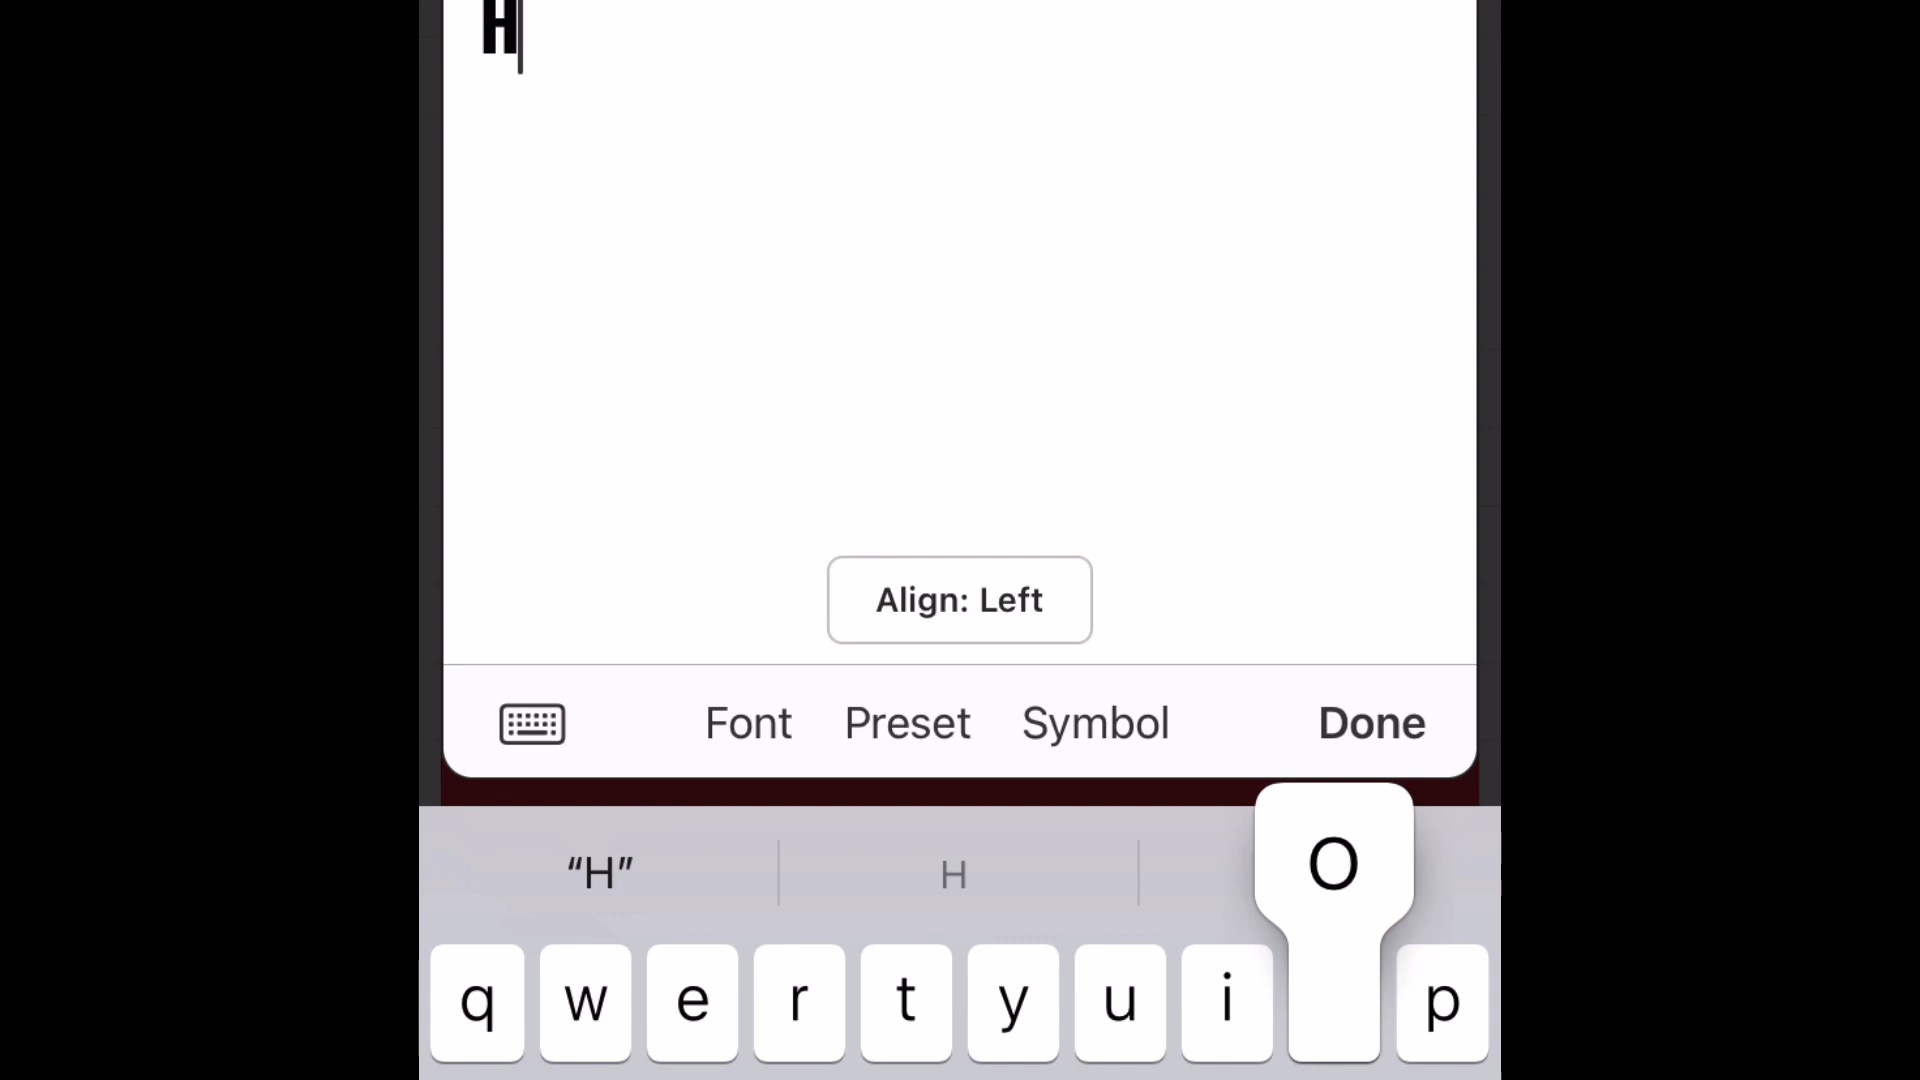 H
Align: Left
Font Preset Symbol Done
“H” H
O
q w e r t y u i p